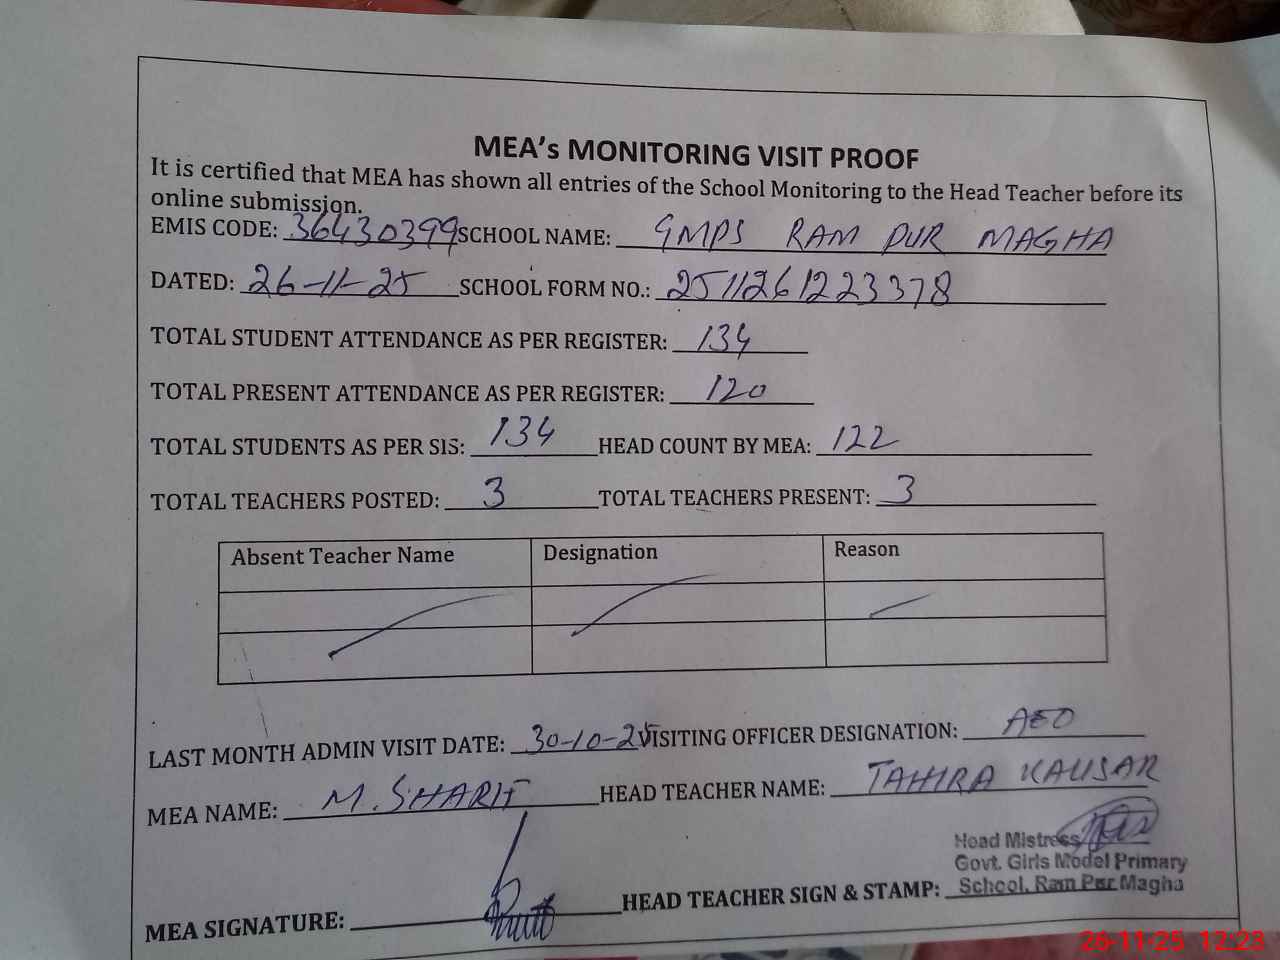 MEA's MONITORING VISIT PROOF
It is certified that MEA has shown all entries of the School Monitoring to the Head Teacher before its
online submission.
EMIS CODE: 36430399 SCHOOL NAME: GMPS RAM PUR MAGHA
DATED: 26-11-25 SCHOOL FORM NO.: 2511261223378
TOTAL STUDENT ATTENDANCE AS PER REGISTER: 134
TOTAL PRESENT ATTENDANCE AS PER REGISTER: 120
TOTAL STUDENTS AS PER SIS: 134 HEAD COUNT BY MEA: 122
TOTAL TEACHERS POSTED: 3 TOTAL TEACHERS PRESENT: 3
Absent Teacher Name Designation Reason
LAST MONTH ADMIN VISIT DATE: 30-10-25 VISITING OFFICER DESIGNATION: AEO
MEA NAME: M. SHARIF HEAD TEACHER NAME: TAHIRA KAUSAR
Head Mistress
Govt. Girls Model Primary
School, Ram Pur Magha
MEA SIGNATURE: HEAD TEACHER SIGN & STAMP:
26-11-25 12:23